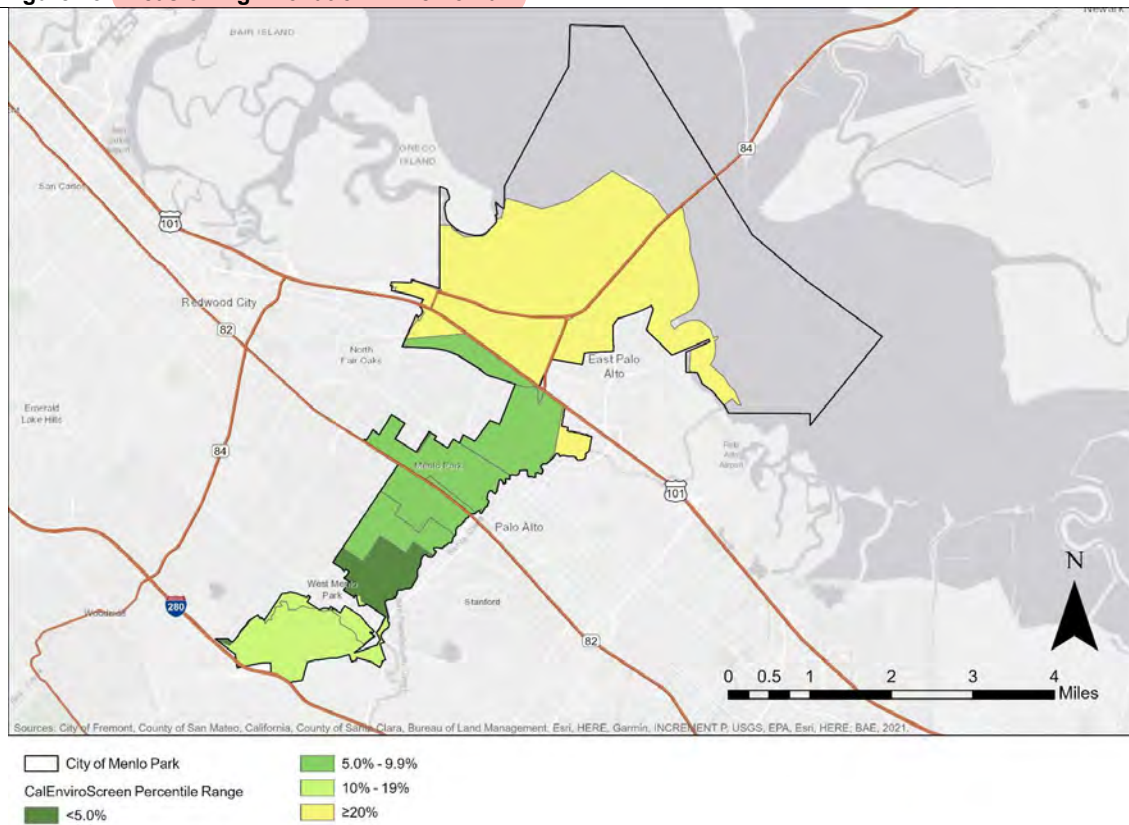 Newark
BAIR ISLAND
GRECO
ISLAND
84
San Carlos
101
Redwood City
82
North
Fair Oaks
East Palo
Alto
Emerald
Lake Hills
84
Menlo Park
Palo
Alto
Airport
101
Palo Alto
West Menlo
Park
Stanford
Woodside
280
82
N
0 0.5 1 2 3 4
Miles
Sources: City of Fremont, County of San Mateo, California, County of Santa Clara, Bureau of Land Management, Esri, HERE, Garmin, INCREMENT P, USGS, EPA, Esri, HERE; BAE, 2021.
City of Menlo Park
CalEnviroScreen Percentile Range
<5.0%
5.0% - 9.9%
10% - 19%
≥20%